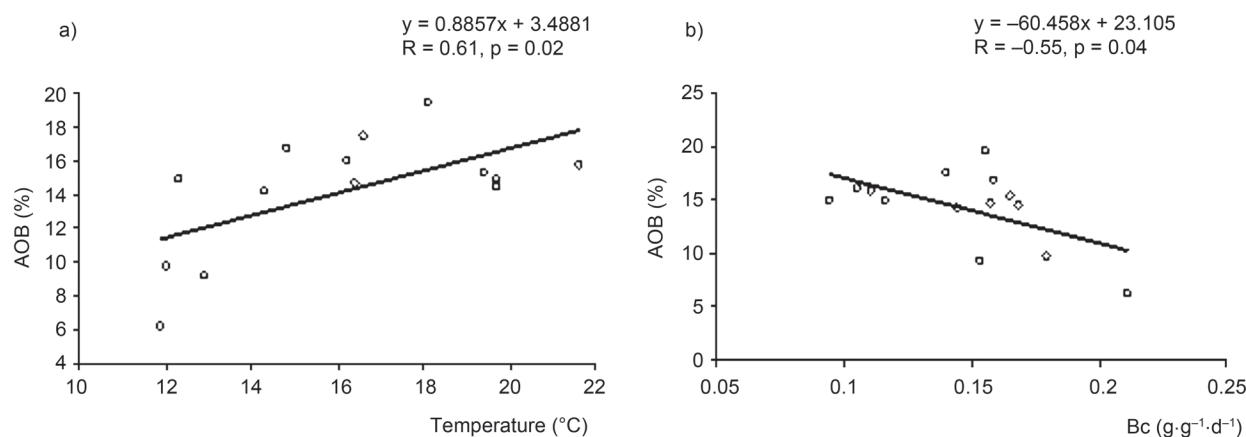 a)
y = 0.8857x + 3.4881
R = 0.61, p = 0.02
AOB (%)
20
18
16
14
12
10
8
6
4
10 12 14 16 18 20 22
Temperature (°C)
b)
y = –60.458x + 23.105
R = –0.55, p = 0.04
AOB (%)
25
20
15
10
5
0
0.05 0.1 0.15 0.2 0.25
Bc (g·g⁻¹·d⁻¹)